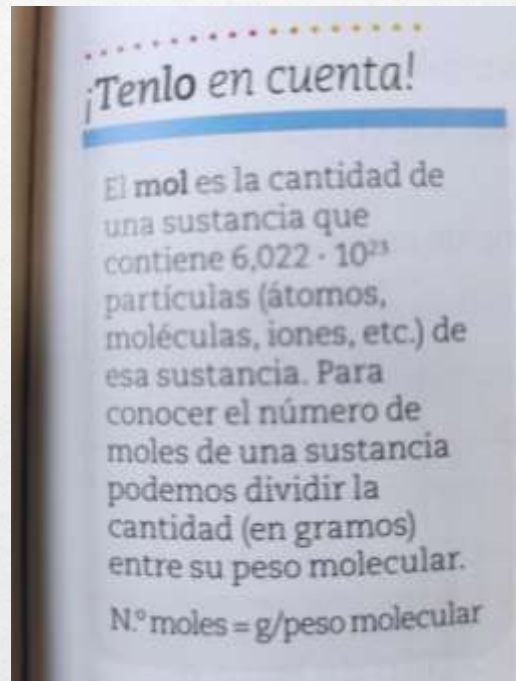 ¡Tenlo en cuenta!
El mol es la cantidad de
una sustancia que
contiene 6,022 · 10²³
partículas (átomos,
moléculas, iones, etc.) de
esa sustancia. Para
conocer el número de
moles de una sustancia
podemos dividir la
cantidad (en gramos)
entre su peso molecular.
N.º moles = g/peso molecular